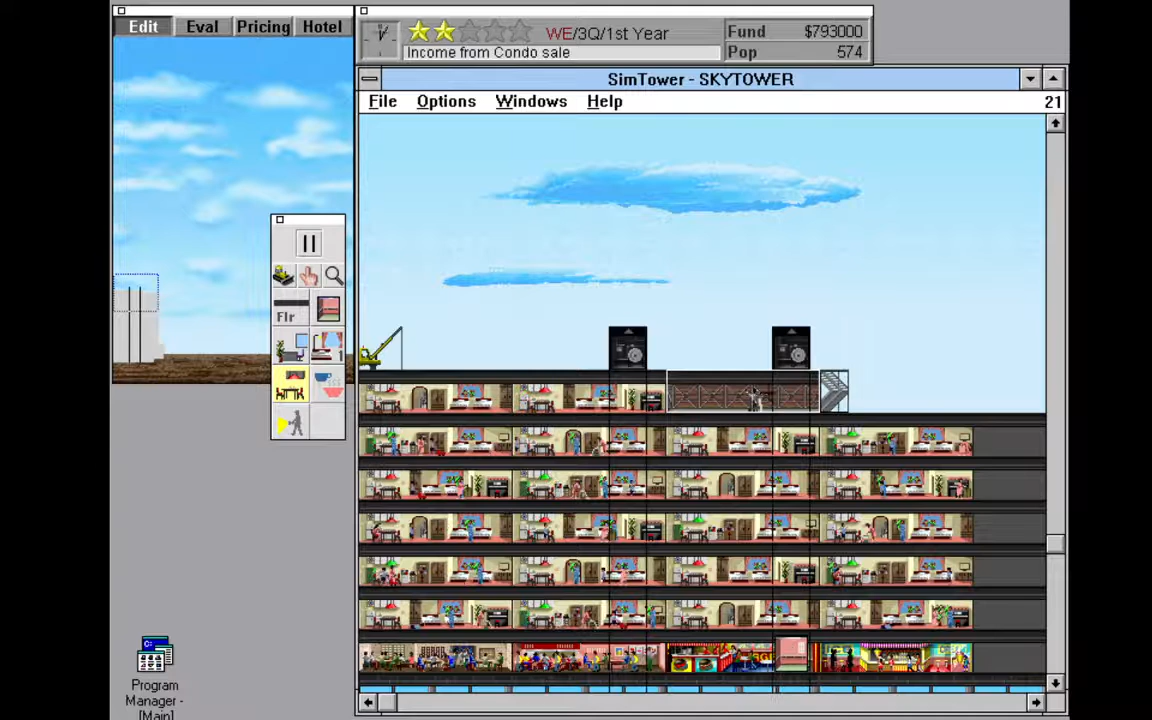 Edit Eval Pricing Hotel
WE/3Q/1st Year
Income from Condo sale
Fund $793000
Pop 574
SimTower - SKYTOWER
File Options Windows Help 21
Flr
1
C:\
Program
Manager -
[Main]